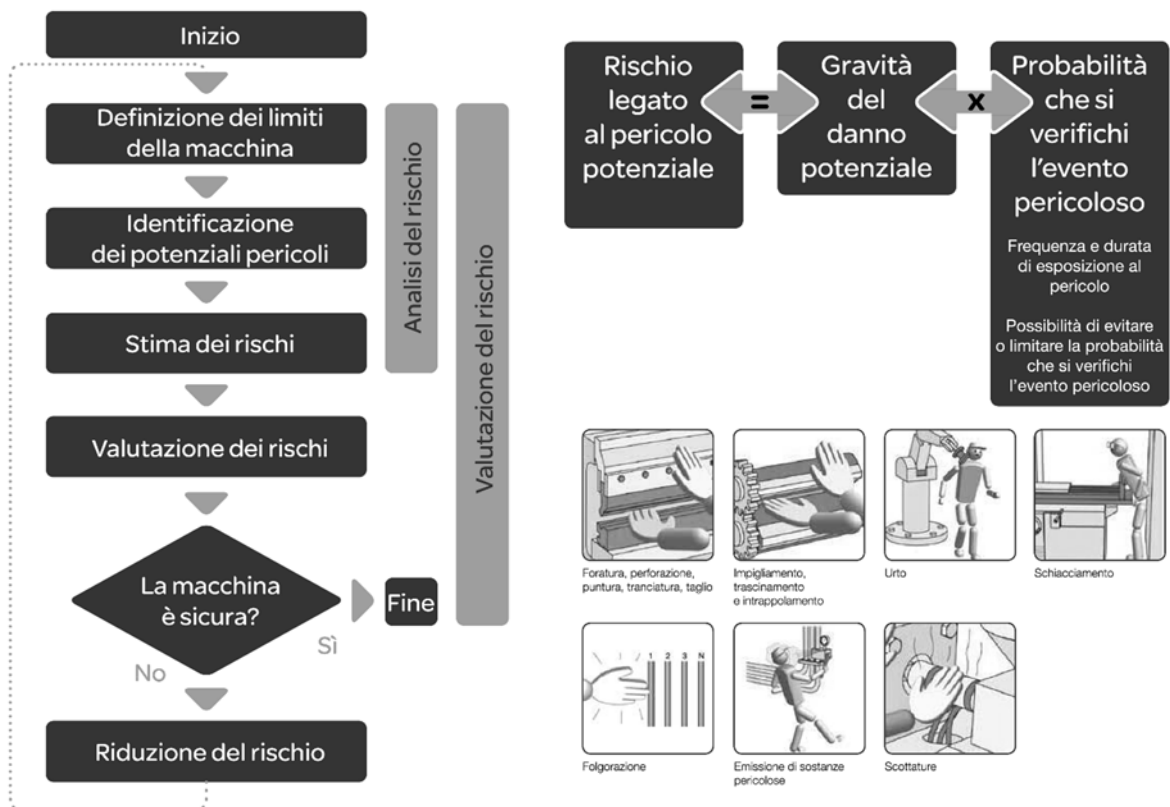 Inizio
Definizione dei limiti
della macchina
Identificazione
dei potenziali pericoli
Stima dei rischi
Valutazione dei rischi
La macchina
è sicura?
Fine
Sì
No
Riduzione del rischio
Analisi del rischio
Valutazione del rischio
Rischio
legato
al pericolo
potenziale
=
Gravità
del
danno
potenziale
x
Probabilità
che si
verifichi
l'evento
pericoloso
Frequenza e durata
di esposizione al
pericolo
Possibilità di evitare
o limitare la probabilità
che si verifichi
l'evento pericoloso
Foratura, perforazione,
puntura, tranciatura, taglio
Impigliamento,
trascinamento
e intrappolamento
Urto
Schiacciamento
1 2 3 N
Folgorazione
Emissione di sostanze
pericolose
Scottature